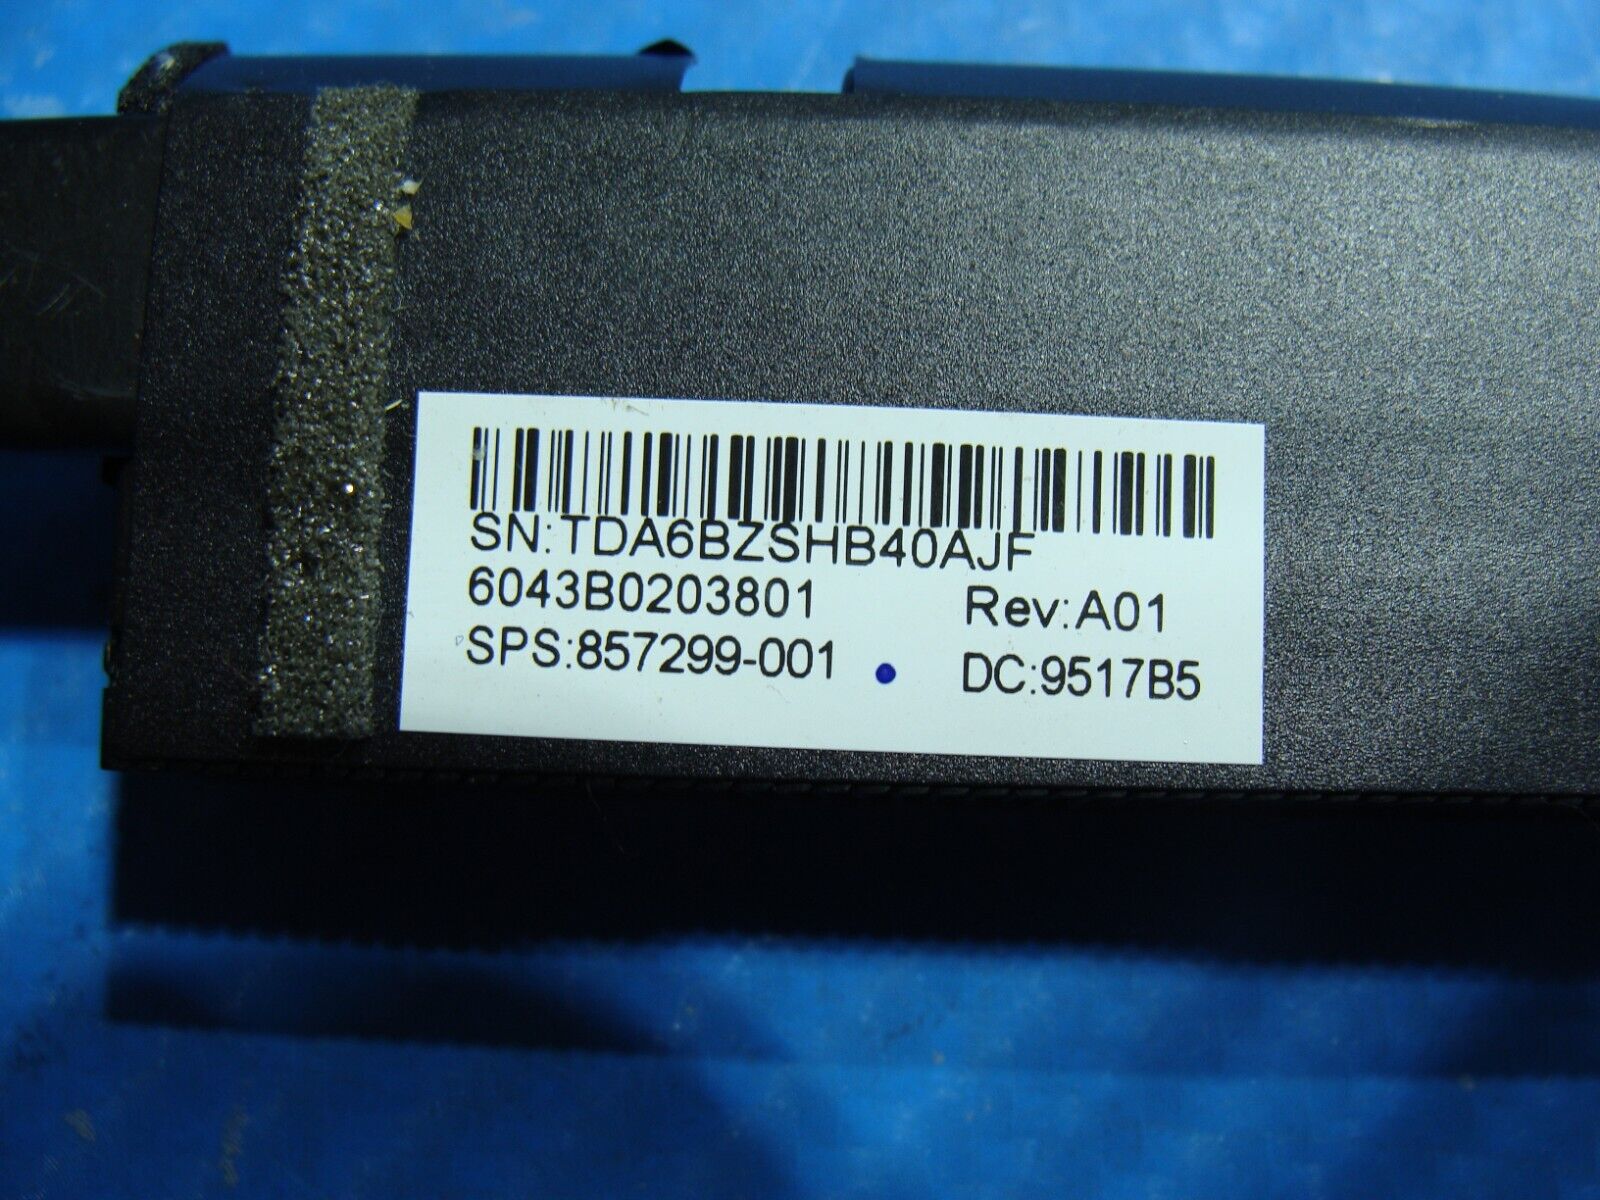 SN:TDA6BZSHB40AJF
6043B0203801 Rev:A01
SPS:857299-001 DC:9517B5